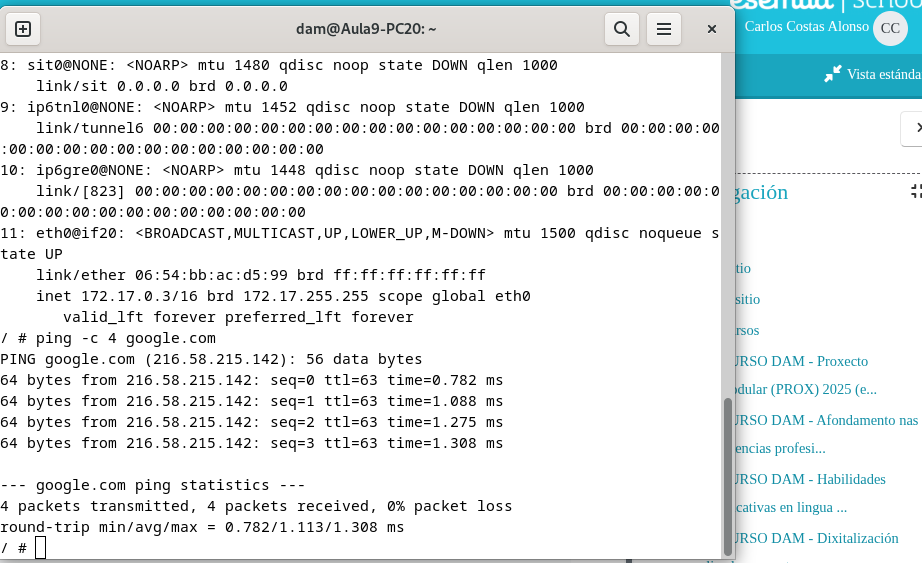 dam@Aula9-PC20: ~
8: sit0@NONE: <NOARP> mtu 1480 qdisc noop state DOWN qlen 1000
    link/sit 0.0.0.0 brd 0.0.0.0
9: ip6tnl0@NONE: <NOARP> mtu 1452 qdisc noop state DOWN qlen 1000
    link/tunnel6 00:00:00:00:00:00:00:00:00:00:00:00:00:00:00:00 brd 00:00:00:00
:00:00:00:00:00:00:00:00:00:00:00:00
10: ip6gre0@NONE: <NOARP> mtu 1448 qdisc noop state DOWN qlen 1000
    link/[823] 00:00:00:00:00:00:00:00:00:00:00:00:00:00:00:00 brd 00:00:00:00:0
0:00:00:00:00:00:00:00:00:00:00:00
11: eth0@if20: <BROADCAST,MULTICAST,UP,LOWER_UP,M-DOWN> mtu 1500 qdisc noqueue s
tate UP
    link/ether 06:54:bb:ac:d5:99 brd ff:ff:ff:ff:ff:ff
    inet 172.17.0.3/16 brd 172.17.255.255 scope global eth0
       valid_lft forever preferred_lft forever
/ # ping -c 4 google.com
PING google.com (216.58.215.142): 56 data bytes
64 bytes from 216.58.215.142: seq=0 ttl=63 time=0.782 ms
64 bytes from 216.58.215.142: seq=1 ttl=63 time=1.088 ms
64 bytes from 216.58.215.142: seq=2 ttl=63 time=1.275 ms
64 bytes from 216.58.215.142: seq=3 ttl=63 time=1.308 ms
--- google.com ping statistics ---
4 packets transmitted, 4 packets received, 0% packet loss
round-trip min/avg/max = 0.782/1.113/1.308 ms
/ #
Carlos Costas Alonso CC
Vista estánda
gación
tio
sitio
rsos
URSO DAM - Proxecto
odular (PROX) 2025 (e...
URSO DAM - Afondamento nas
encias profesi...
URSO DAM - Habilidades
cativas en lingua ...
URSO DAM - Dixitalización